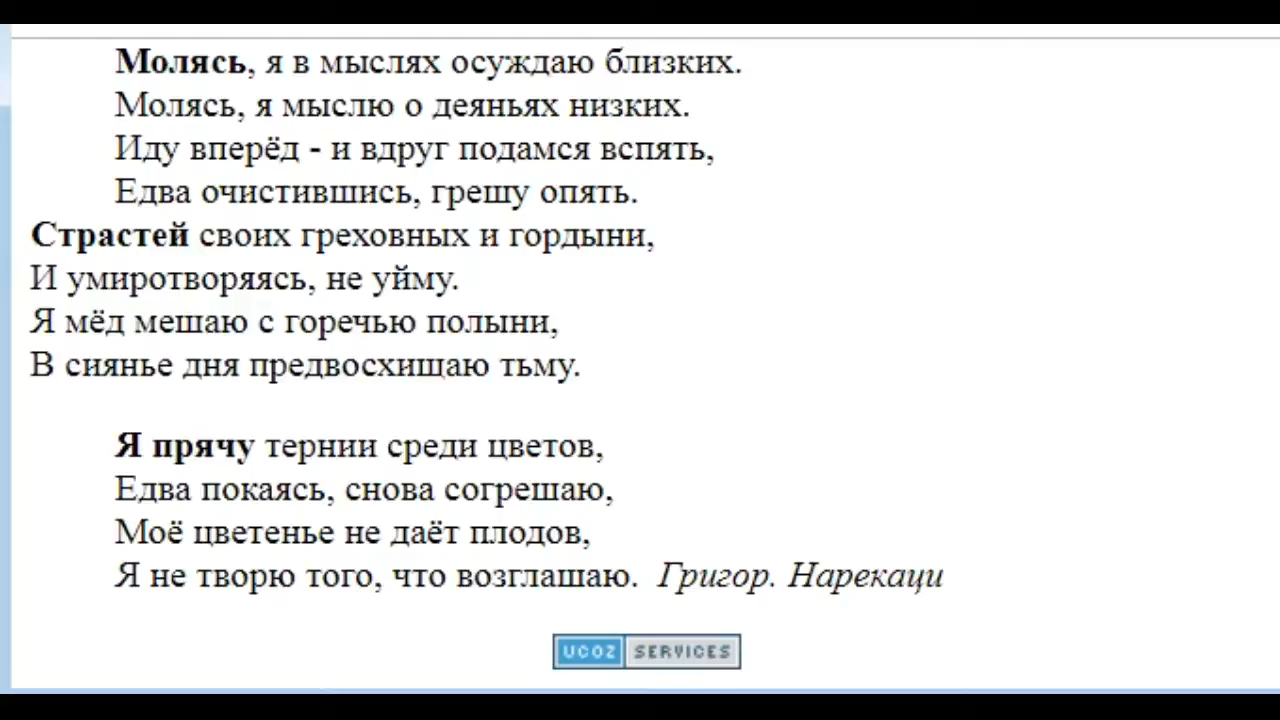 Молясь, я в мыслях осуждаю близких.
Молясь, я мыслю о деяньях низких.
Иду вперёд - и вдруг подамся вспять,
Едва очистившись, грешу опять.
Страстей своих греховных и гордыни,
И умиротворяясь, не уйму.
Я мёд мешаю с горечью полыни,
В сиянье дня предвосхищаю тьму.
Я прячу тернии среди цветов,
Едва покаясь, снова согрешаю,
Моё цветенье не даёт плодов,
Я не творю того, что возглашаю. Григор. Нарекаци
UCOZ SERVICES